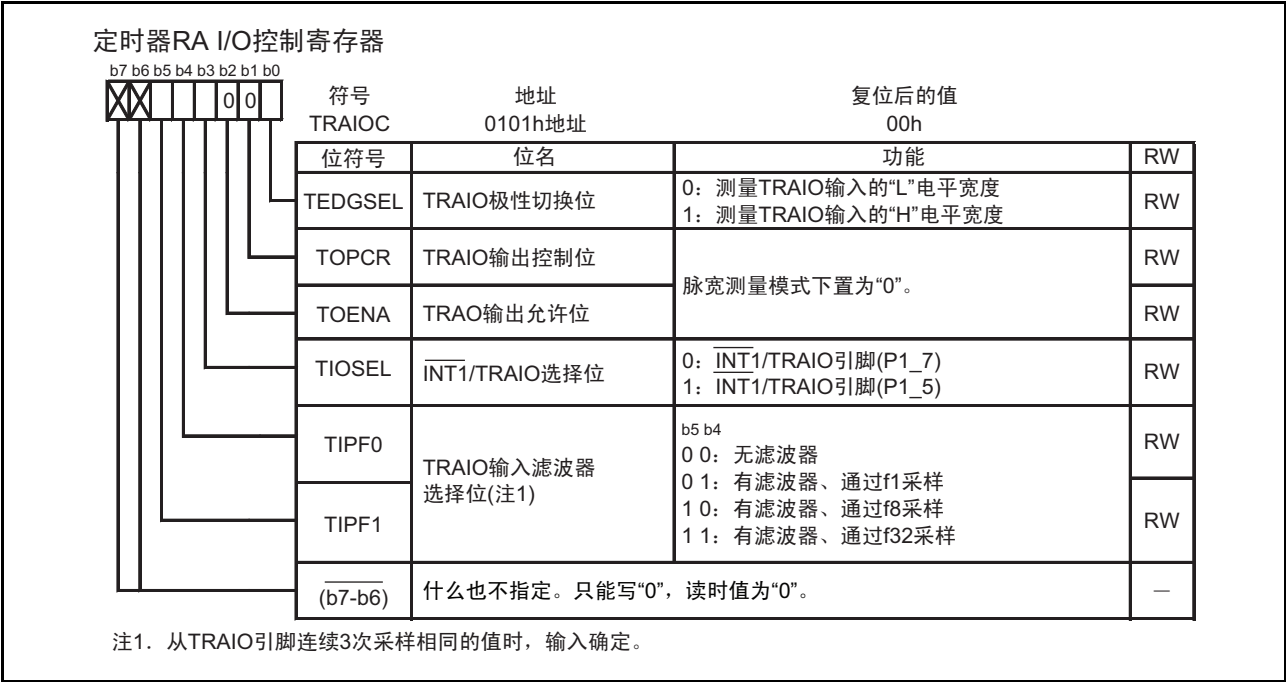 定时器RA I/O控制寄存器
b7 b6 b5 b4 b3 b2 b1 b0
0 0
符号 地址 复位后的值
TRAIOC 0101h地址 00h
位符号 位名 功能 RW
TEDGSEL TRAIO极性切换位 0：测量TRAIO输入的“L”电平宽度
1：测量TRAIO输入的“H”电平宽度 RW
TOPCR TRAIO输出控制位 RW
脉宽测量模式下置为“0”。
TOENA TRAO输出允许位 RW
TIOSEL INT1/TRAIO选择位 0：INT1/TRAIO引脚(P1_7)
1：INT1/TRAIO引脚(P1_5) RW
TIPF0 TRAIO输入滤波器
选择位(注1) RW
b5 b4
0 0：无滤波器
0 1：有滤波器、通过f1采样
1 0：有滤波器、通过f8采样
1 1：有滤波器、通过f32采样
TIPF1 RW
(b7-b6) 什么也不指定。只能写“0”，读时值为“0”。 —
注1．从TRAIO引脚连续3次采样相同的值时，输入确定。